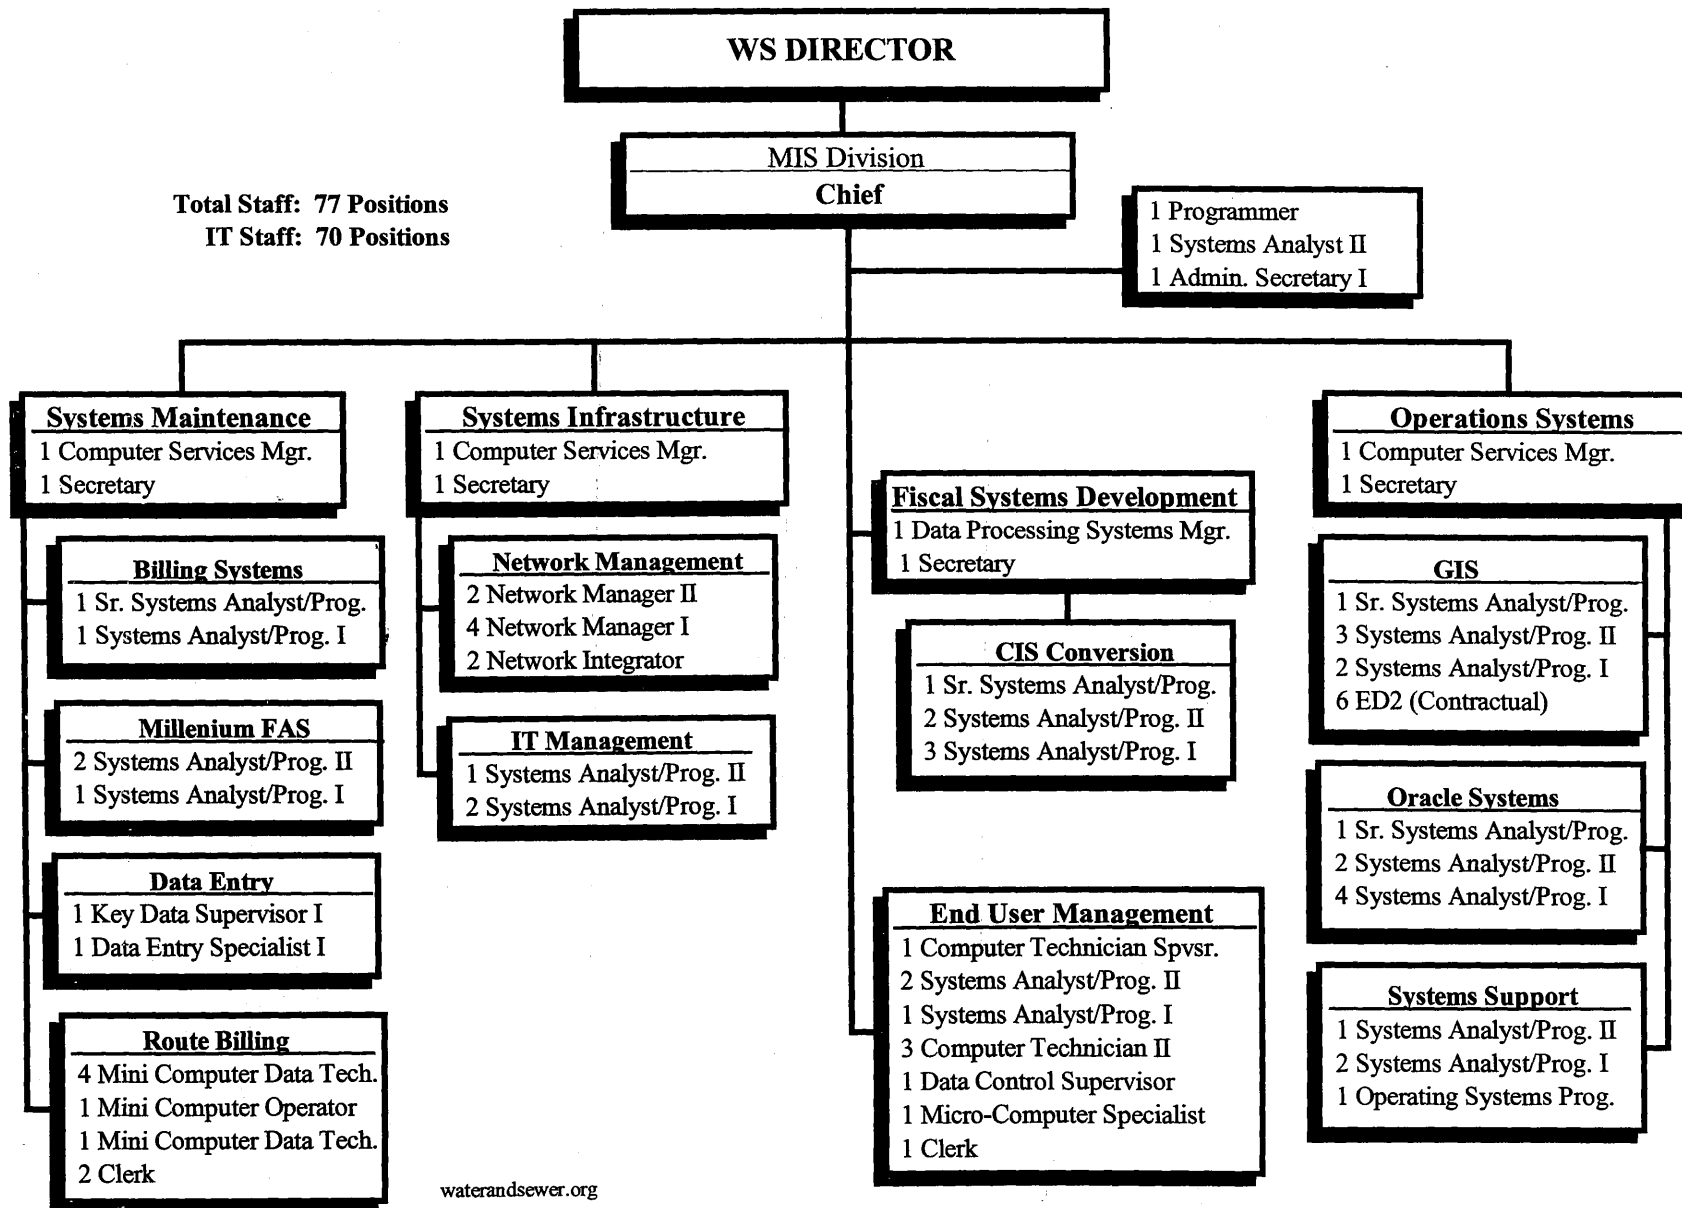 WS DIRECTOR
MIS Division
Chief
Total Staff: 77 Positions
IT Staff: 70 Positions
1 Programmer
1 Systems Analyst II
1 Admin. Secretary I
Systems Maintenance
1 Computer Services Mgr.
1 Secretary
Billing Systems
1 Sr. Systems Analyst/Prog.
1 Systems Analyst/Prog. I
Millenium FAS
2 Systems Analyst/Prog. II
1 Systems Analyst/Prog. I
Data Entry
1 Key Data Supervisor I
1 Data Entry Specialist I
Route Billing
4 Mini Computer Data Tech.
1 Mini Computer Operator
1 Mini Computer Data Tech.
2 Clerk
Systems Infrastructure
1 Computer Services Mgr.
1 Secretary
Network Management
2 Network Manager II
4 Network Manager I
2 Network Integrator
IT Management
1 Systems Analyst/Prog. II
2 Systems Analyst/Prog. I
Fiscal Systems Development
1 Data Processing Systems Mgr.
1 Secretary
CIS Conversion
1 Sr. Systems Analyst/Prog.
2 Systems Analyst/Prog. II
3 Systems Analyst/Prog. I
End User Management
1 Computer Technician Spvsr.
2 Systems Analyst/Prog. II
1 Systems Analyst/Prog. I
3 Computer Technician II
1 Data Control Supervisor
1 Micro-Computer Specialist
1 Clerk
Operations Systems
1 Computer Services Mgr.
1 Secretary
GIS
1 Sr. Systems Analyst/Prog.
3 Systems Analyst/Prog. II
2 Systems Analyst/Prog. I
6 ED2 (Contractual)
Oracle Systems
1 Sr. Systems Analyst/Prog.
2 Systems Analyst/Prog. II
4 Systems Analyst/Prog. I
Systems Support
1 Systems Analyst/Prog. II
2 Systems Analyst/Prog. I
1 Operating Systems Prog.
waterandsewer.org